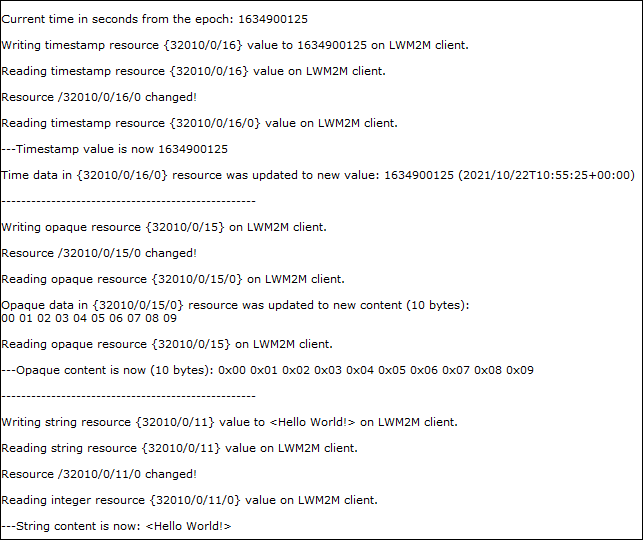 Current time in seconds from the epoch: 1634900125
Writing timestamp resource {32010/0/16} value to 1634900125 on LWM2M client.
Reading timestamp resource {32010/0/16} value on LWM2M client.
Resource /32010/0/16/0 changed!
Reading timestamp resource {32010/0/16/0} value on LWM2M client.
---Timestamp value is now 1634900125
Time data in {32010/0/16/0} resource was updated to new value: 1634900125 (2021/10/22T10:55:25+00:00)
---------------------------------------------------
Writing opaque resource {32010/0/15} on LWM2M client.
Resource /32010/0/15/0 changed!
Reading opaque resource {32010/0/15/0} on LWM2M client.
Opaque data in {32010/0/15/0} resource was updated to new content (10 bytes):
00 01 02 03 04 05 06 07 08 09
Reading opaque resource {32010/0/15} on LWM2M client.
---Opaque content is now (10 bytes): 0x00 0x01 0x02 0x03 0x04 0x05 0x06 0x07 0x08 0x09
---------------------------------------------------
Writing string resource {32010/0/11} value to <Hello World!> on LWM2M client.
Reading string resource {32010/0/11} value on LWM2M client.
Resource /32010/0/11/0 changed!
Reading integer resource {32010/0/11/0} value on LWM2M client.
---String content is now: <Hello World!>